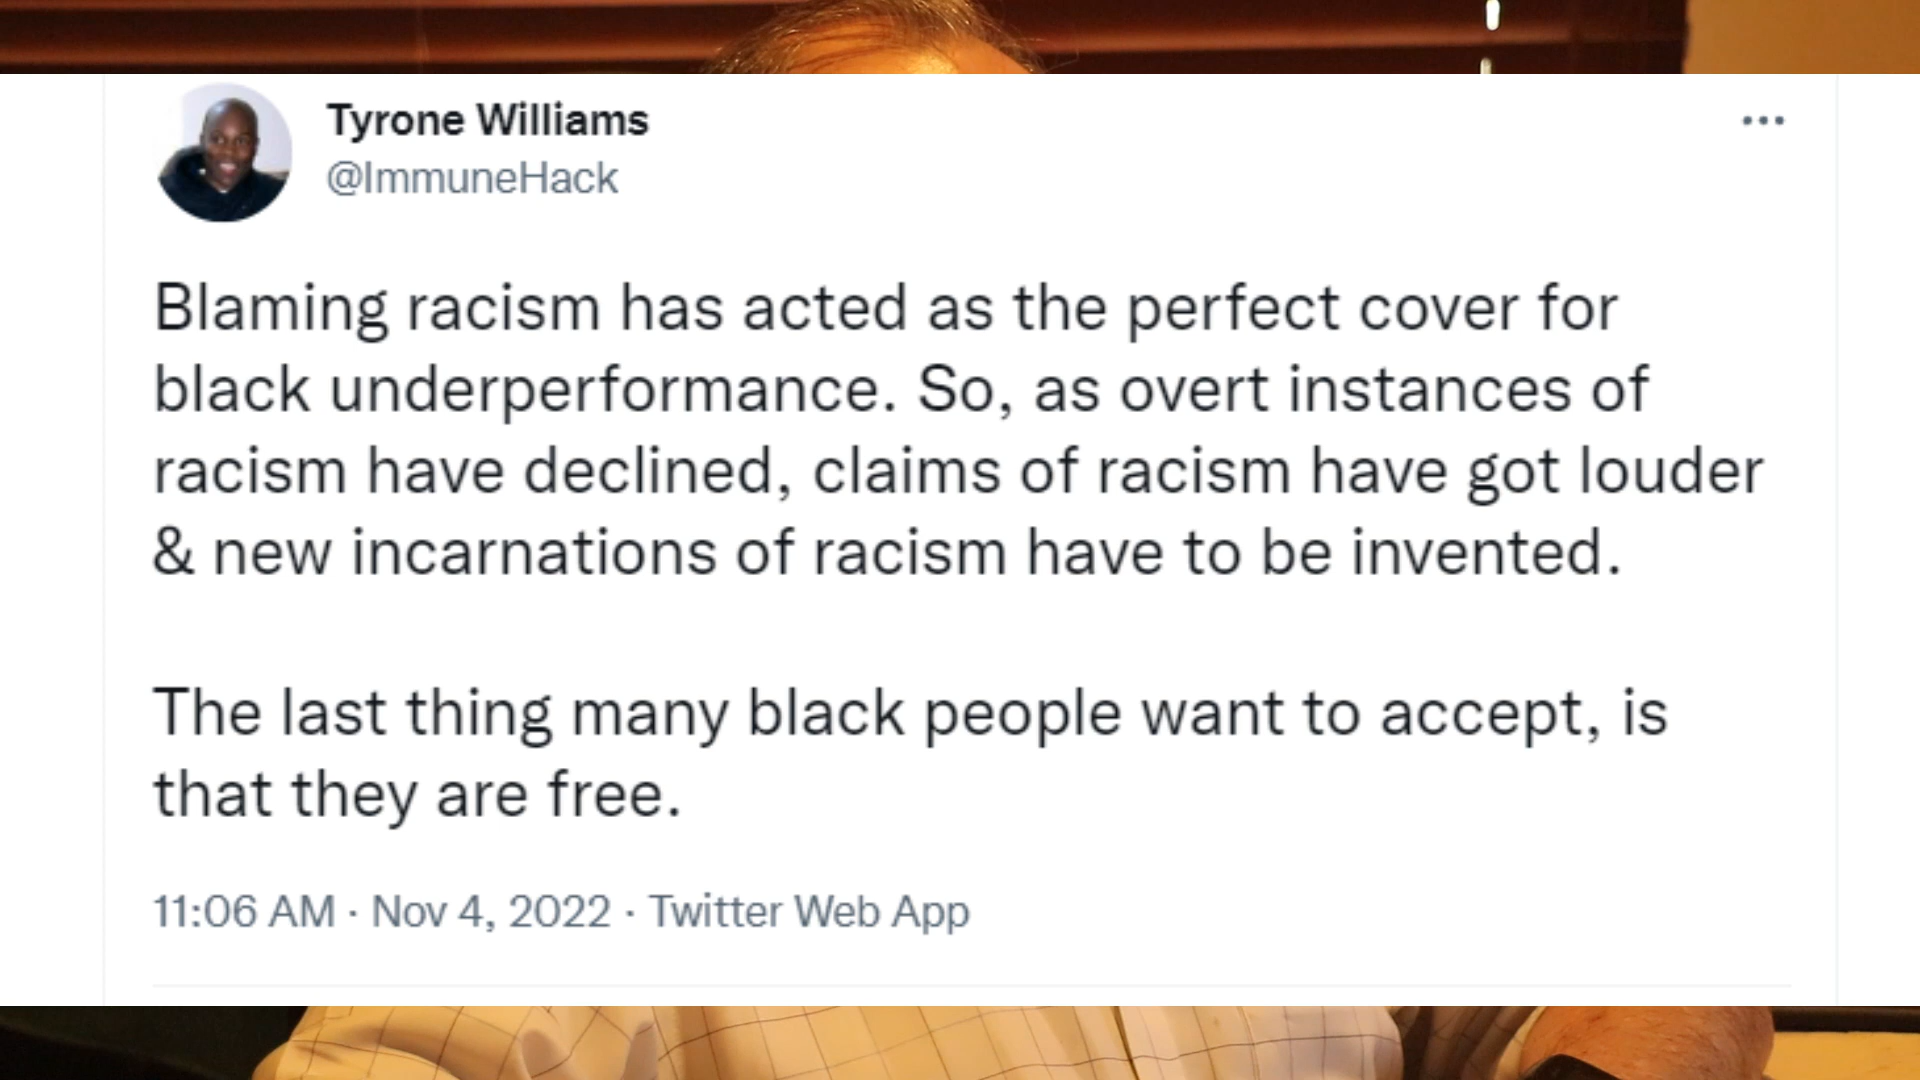 Tyrone Williams
@ImmuneHack
Blaming racism has acted as the perfect cover for
black underperformance. So, as overt instances of
racism have declined, claims of racism have got louder
& new incarnations of racism have to be invented.
The last thing many black people want to accept, is
that they are free.
11:06 AM · Nov 4, 2022 · Twitter Web App